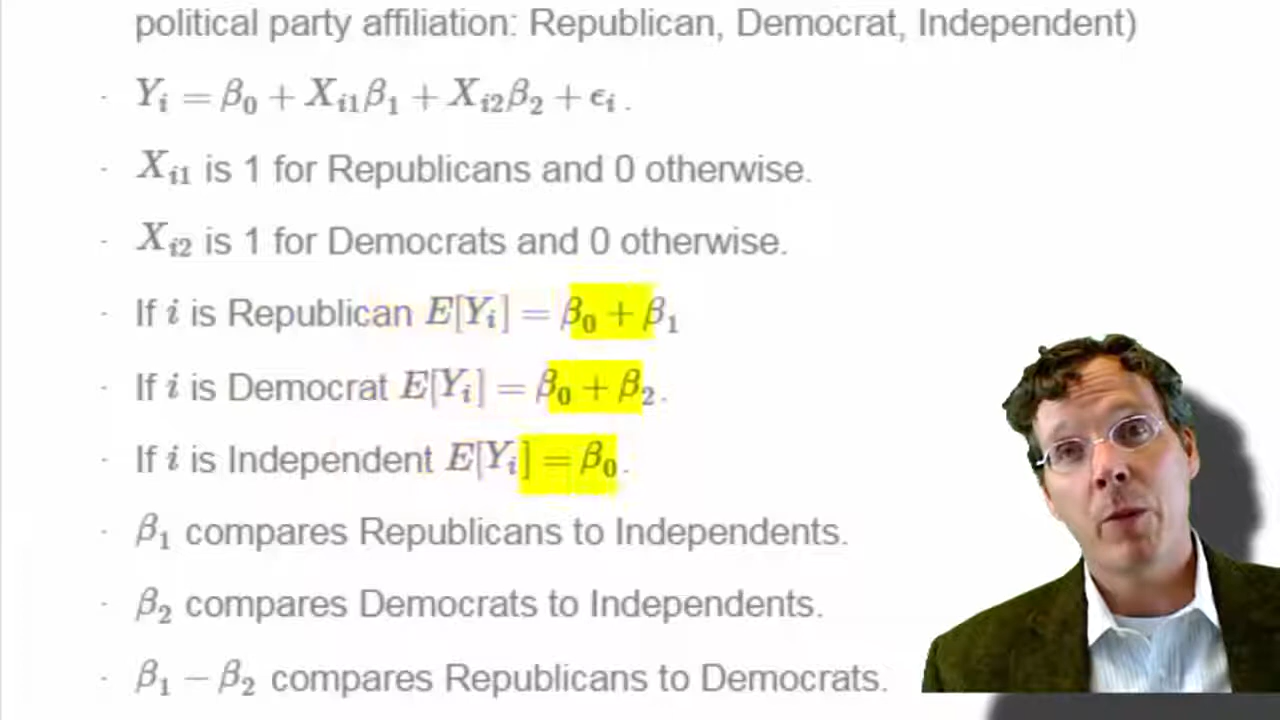 political party affiliation: Republican, Democrat, Independent)
· Yᵢ = β₀ + Xᵢ₁β₁ + Xᵢ₂β₂ + ϵᵢ .
· Xᵢ₁ is 1 for Republicans and 0 otherwise.
· Xᵢ₂ is 1 for Democrats and 0 otherwise.
· If i is Republican E[Yᵢ] = β₀ + β₁
· If i is Democrat E[Yᵢ] = β₀ + β₂.
· If i is Independent E[Yᵢ] = β₀.
· β₁ compares Republicans to Independents.
· β₂ compares Democrats to Independents.
· β₁ − β₂ compares Republicans to Democrats.